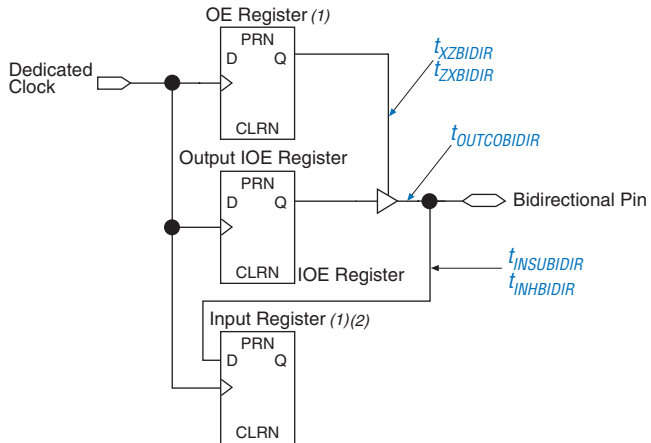 OE Register (1)
PRN
D Q
CLRN
Dedicated
Clock
tXZBIDIR
tZXBIDIR
tOUTCOBIDIR
Output IOE Register
PRN
D Q
CLRN
Bidirectional Pin
IOE Register
tINSUBIDIR
tINHBIDIR
Input Register (1)(2)
PRN
D Q
CLRN